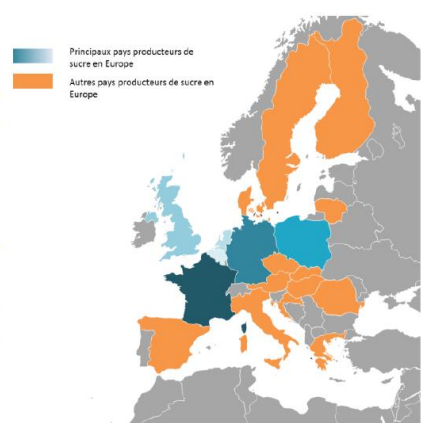 Principaux pays producteurs de
sucre en Europe
Autres pays producteurs de sucre en
Europe